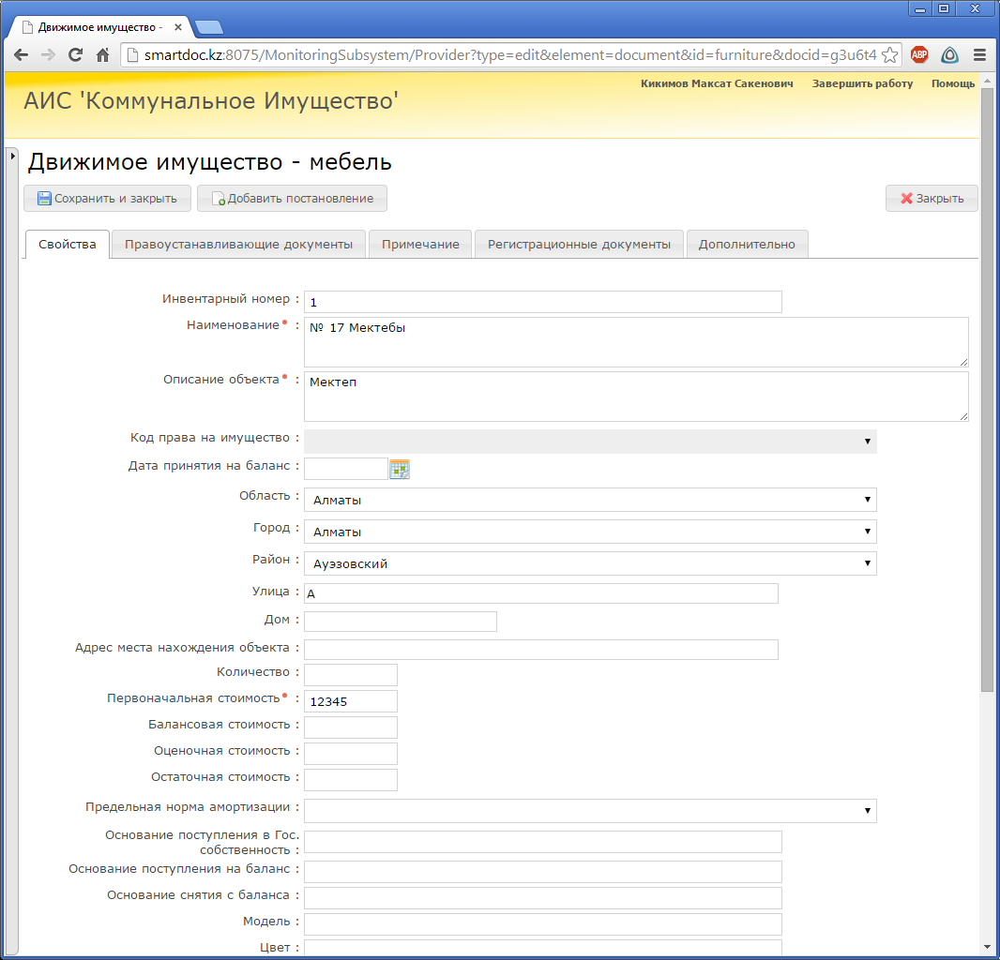 Движимое имущество -
smartdoc.kz:8075/MonitoringSubsystem/Provider?type=edit&element=document&id=furniture&docid=g3u6t4
ABP
Кикимов Максат Сакенович Завершить работу Помощь
АИС 'Коммунальное Имущество'
Движимое имущество - мебель
Сохранить и закрыть Добавить постановление Закрыть
Свойства Правоустанавливающие документы Примечание Регистрационные документы Дополнительно
Инвентарный номер : 1
Наименование* : № 17 Мектебы
Описание объекта* : Мектеп
Код права на имущество :
Дата принятия на баланс :
Область : Алматы
Город : Алматы
Район : Ауэзовский
Улица : А
Дом :
Адрес места нахождения объекта :
Количество :
Первоначальная стоимость* : 12345
Балансовая стоимость :
Оценочная стоимость :
Остаточная стоимость :
Предельная норма амортизации :
Основание поступления в Гос.
собственность :
Основание поступления на баланс :
Основание снятия с баланса :
Модель :
Цвет :